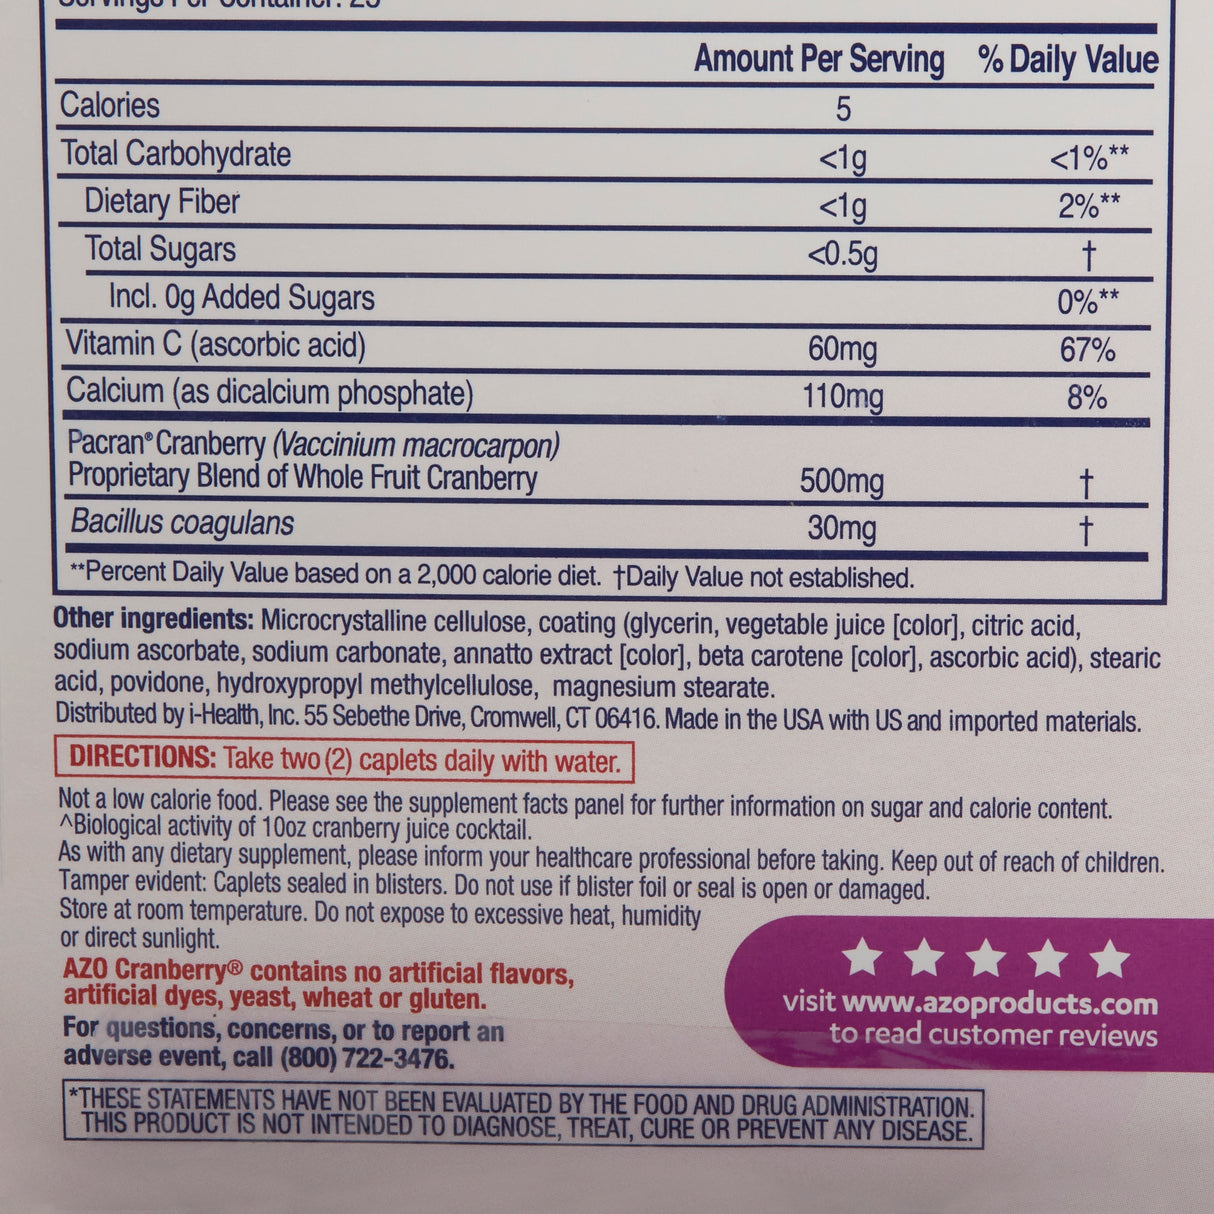 Servings Per Container: 25
Amount Per Serving % Daily Value
Calories 5
Total Carbohydrate <1g <1%**
Dietary Fiber <1g 2%**
Total Sugars <0.5g †
Incl. 0g Added Sugars 0%**
Vitamin C (ascorbic acid) 60mg 67%
Calcium (as dicalcium phosphate) 110mg 8%
Pacran® Cranberry (Vaccinium macrocarpon)
Proprietary Blend of Whole Fruit Cranberry 500mg †
Bacillus coagulans 30mg †
**Percent Daily Value based on a 2,000 calorie diet. †Daily Value not established.
Other ingredients: Microcrystalline cellulose, coating (glycerin, vegetable juice [color], citric acid,
sodium ascorbate, sodium carbonate, annatto extract [color], beta carotene [color], ascorbic acid), stearic
acid, povidone, hydroxypropyl methylcellulose, magnesium stearate.
Distributed by i-Health, Inc. 55 Sebethe Drive, Cromwell, CT 06416. Made in the USA with US and imported materials.
DIRECTIONS: Take two (2) caplets daily with water.
Not a low calorie food. Please see the supplement facts panel for further information on sugar and calorie content.
^Biological activity of 10oz cranberry juice cocktail.
As with any dietary supplement, please inform your healthcare professional before taking. Keep out of reach of children.
Tamper evident: Caplets sealed in blisters. Do not use if blister foil or seal is open or damaged.
Store at room temperature. Do not expose to excessive heat, humidity
or direct sunlight.
AZO Cranberry® contains no artificial flavors,
artificial dyes, yeast, wheat or gluten.
For questions, concerns, or to report an
adverse event, call (800) 722-3476.
visit www.azoproducts.com
to read customer reviews
*THESE STATEMENTS HAVE NOT BEEN EVALUATED BY THE FOOD AND DRUG ADMINISTRATION.
THIS PRODUCT IS NOT INTENDED TO DIAGNOSE, TREAT, CURE OR PREVENT ANY DISEASE.